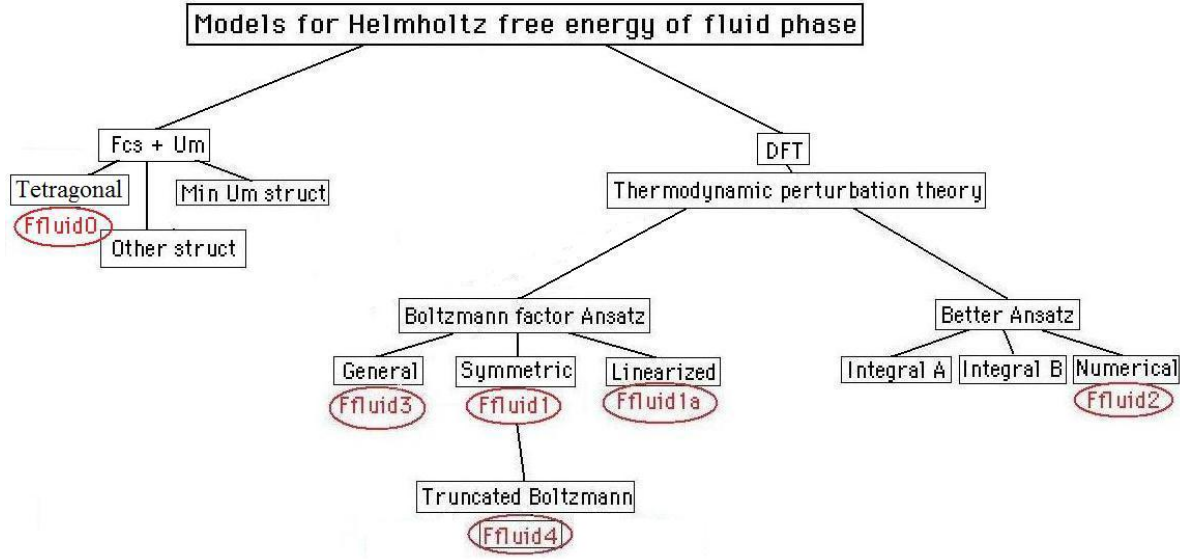 Models for Helmholtz free energy of fluid phase
Fcs + Um
DFT
Tetragonal
Min Um struct
Thermodynamic perturbation theory
Ffluid0
Other struct
Boltzmann factor Ansatz
Better Ansatz
General
Symmetric
Linearized
Integral A
Integral B
Numerical
Ffluid3
Ffluid1
Ffluid1a
Ffluid2
Truncated Boltzmann
Ffluid4